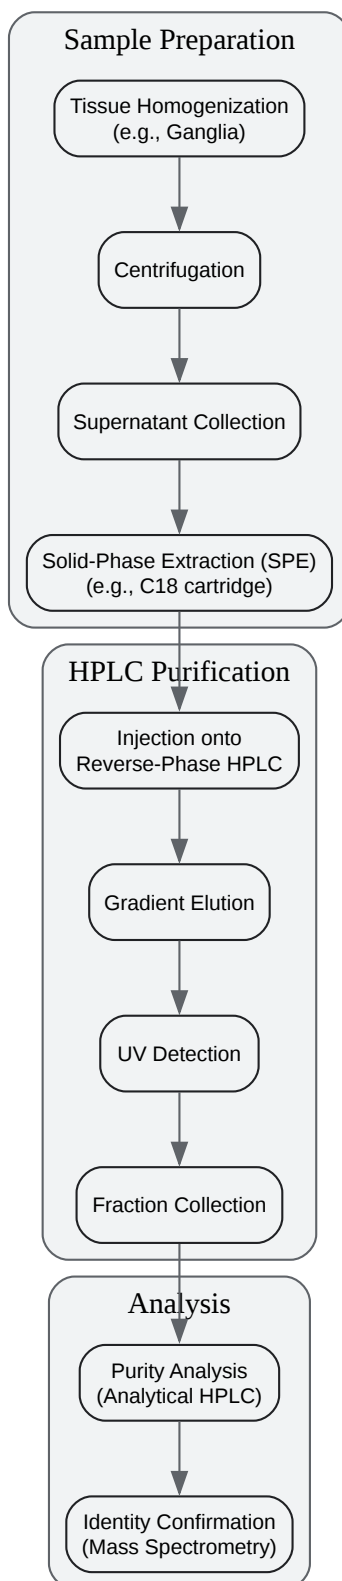 Sample Preparation
Tissue Homogenization
(e.g., Ganglia)
Centrifugation
Supernatant Collection
Solid-Phase Extraction (SPE)
(e.g., C18 cartridge)
HPLC Purification
Injection onto
Reverse-Phase HPLC
Gradient Elution
UV Detection
Fraction Collection
Analysis
Purity Analysis
(Analytical HPLC)
Identity Confirmation
(Mass Spectrometry)